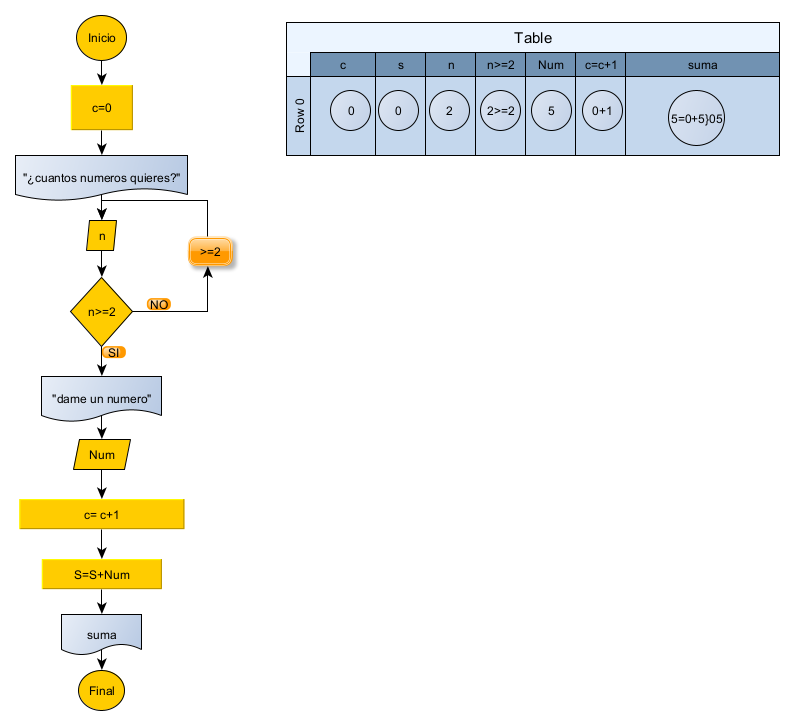 Inicio
c=0
"¿cuantos numeros quieres?"
n
>=2
n>=2
NO
SI
"dame un numero"
Num
c= c+1
S=S+Num
suma
Final
Table
c s n n>=2 Num c=c+1 suma
Row 0 0 0 2 2>=2 5 0+1 5=0+5}05